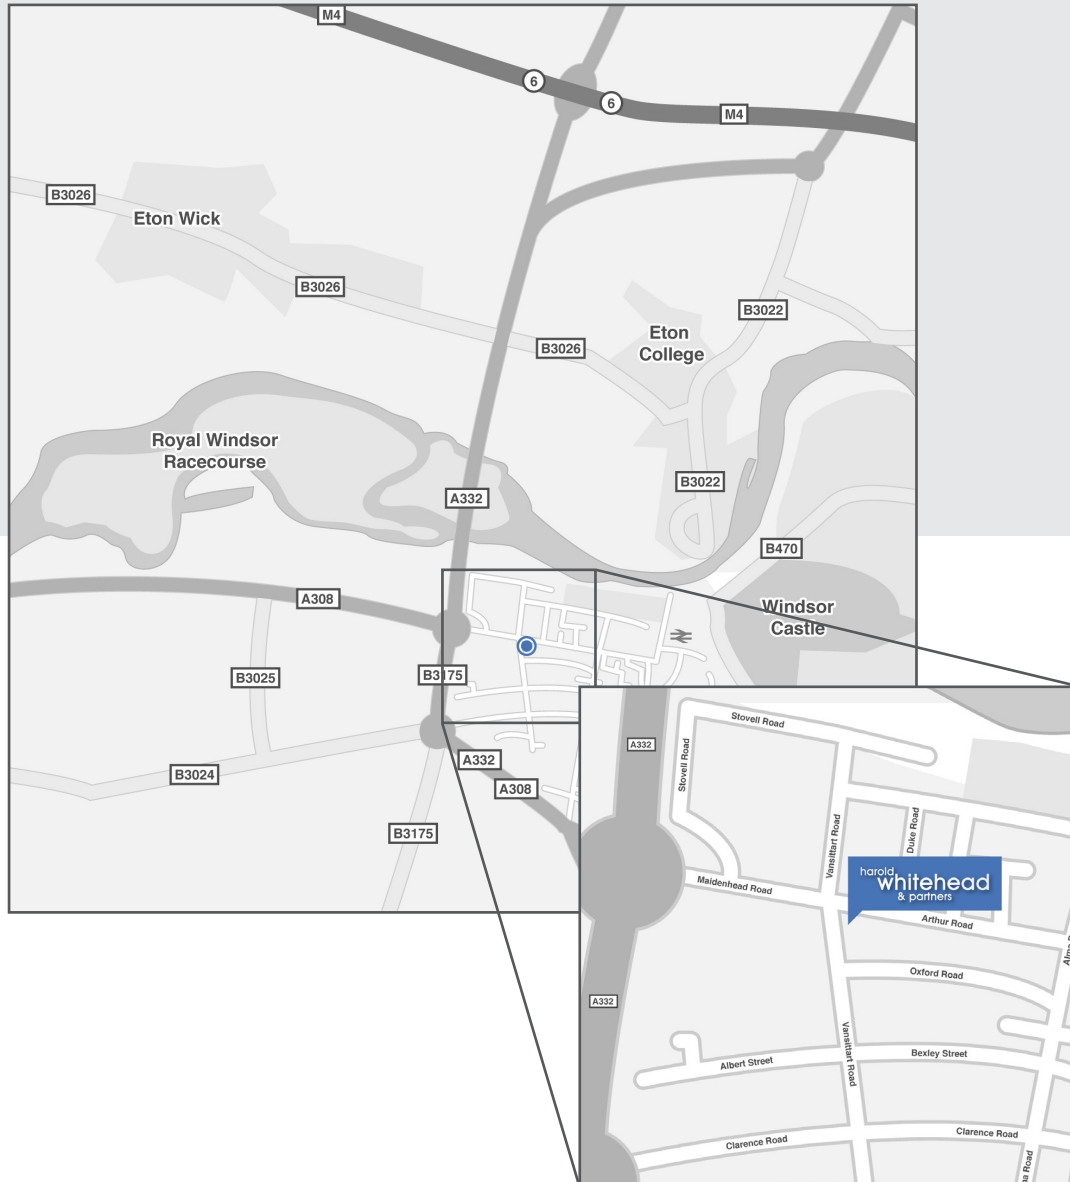 M4
6
6
M4
B3026
Eton Wick
B3026
B3022
Eton
College
B3026
Royal Windsor
Racecourse
B3022
A332
B470
A308
Windsor
Castle
B3025
B3175
A332
B3024
A308
B3175
Stovell Road
A332
Stovell Road
Duke Road
Vansittart Road
harold
whitehead
& partners
Maidenhead Road
Arthur Road
Oxford Road
A332
Vansittart Road
Bexley Street
Albert Street
Clarence Road
Clarence Road
Road